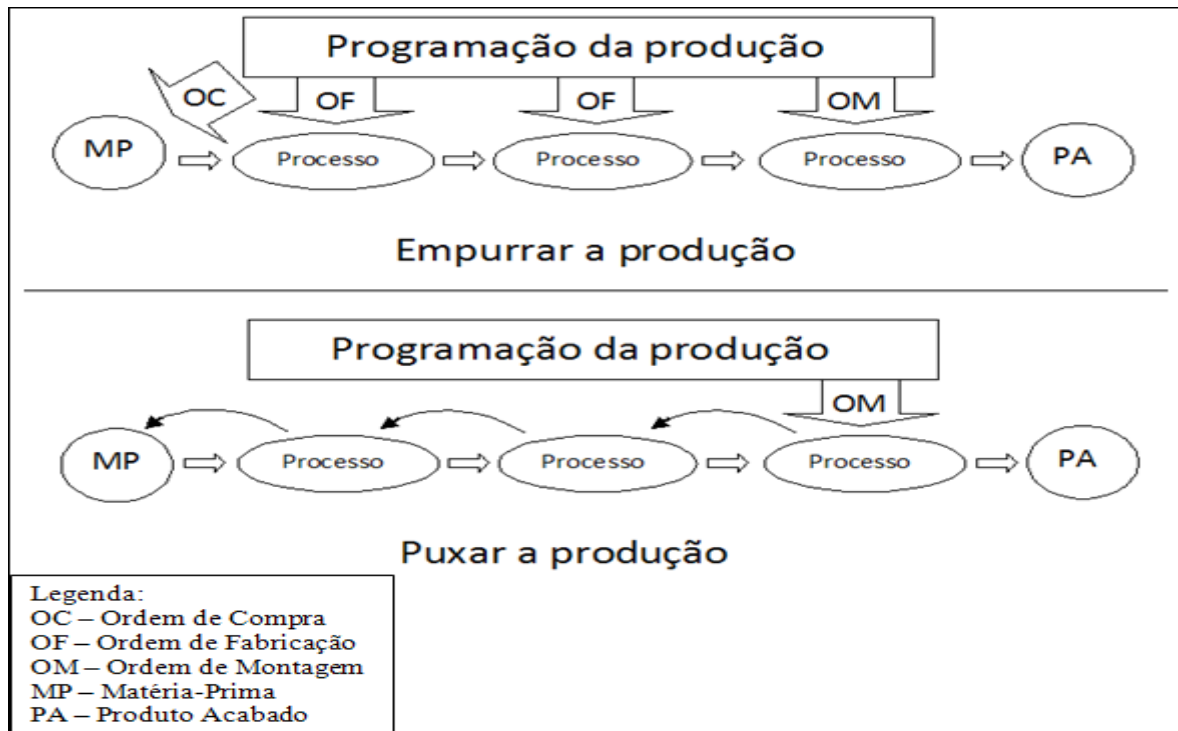 Programação da produção
OC
OF
OF
OM
MP
Processo
Processo
Processo
PA
Empurrar a produção
Programação da produção
OM
MP
Processo
Processo
Processo
PA
Puxar a produção
Legenda:
OC – Ordem de Compra
OF – Ordem de Fabricação
OM – Ordem de Montagem
MP – Matéria-Prima
PA – Produto Acabado